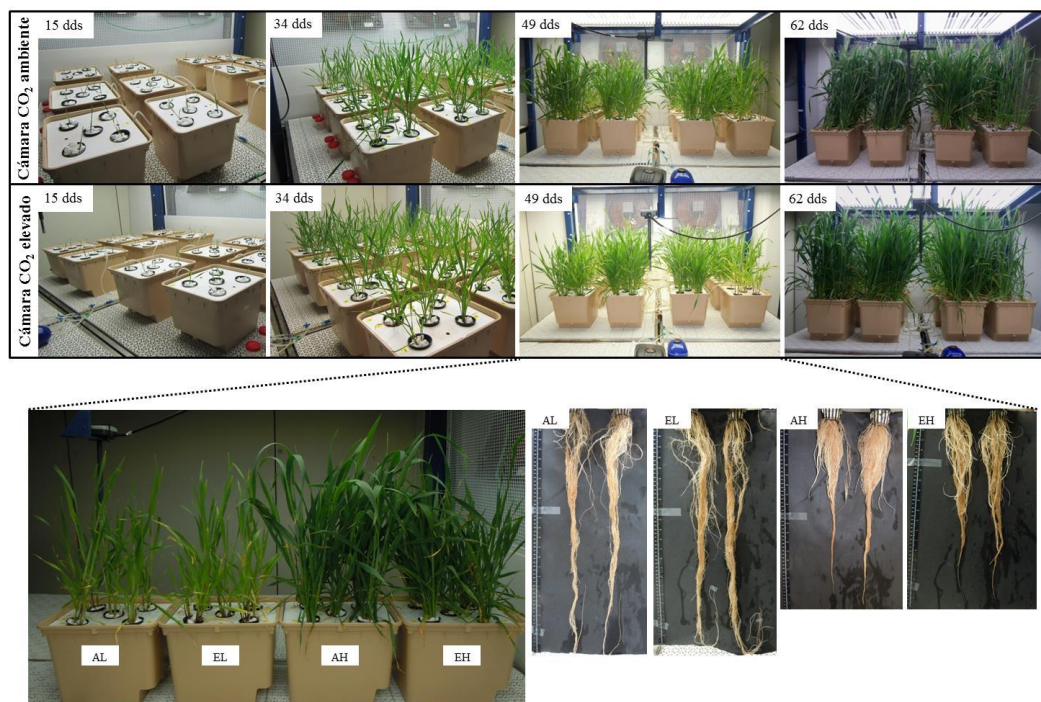 Cámara CO₂ ambiente
15 dds
34 dds
49 dds
62 dds
Cámara CO₂ elevado
15 dds
34 dds
49 dds
62 dds
AL
EL
AH
EH
AL
EL
AH
EH